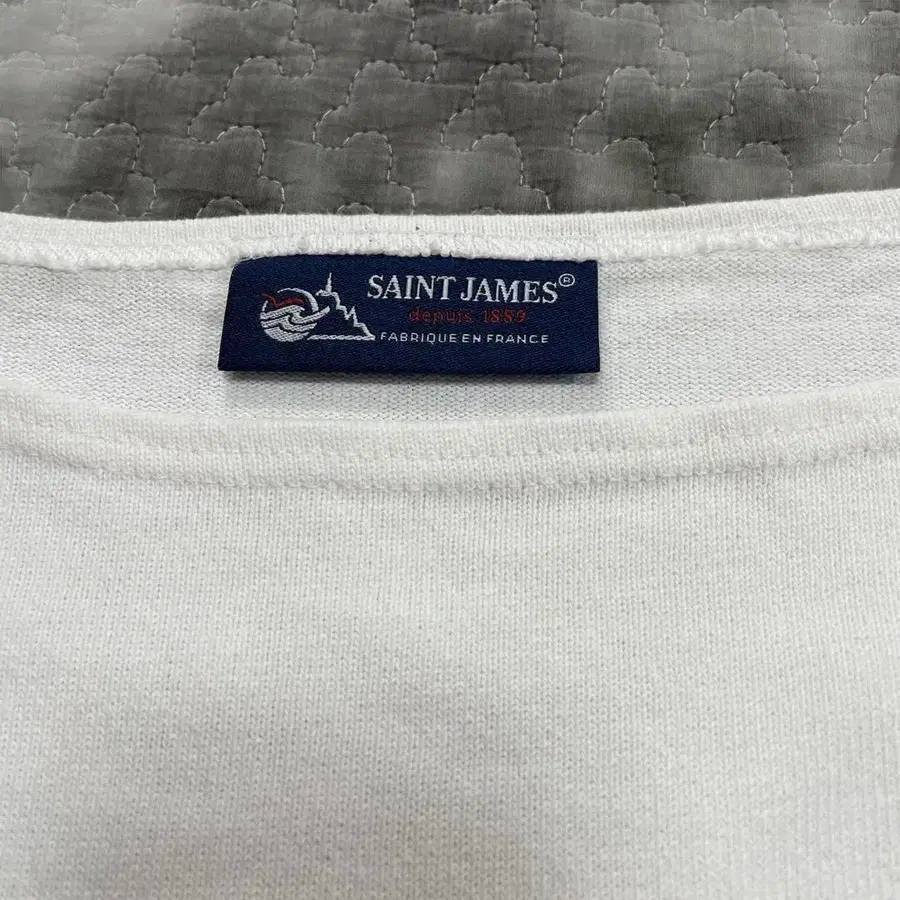 SAINT JAMES®
depuis 1889
FABRIQUE EN FRANCE